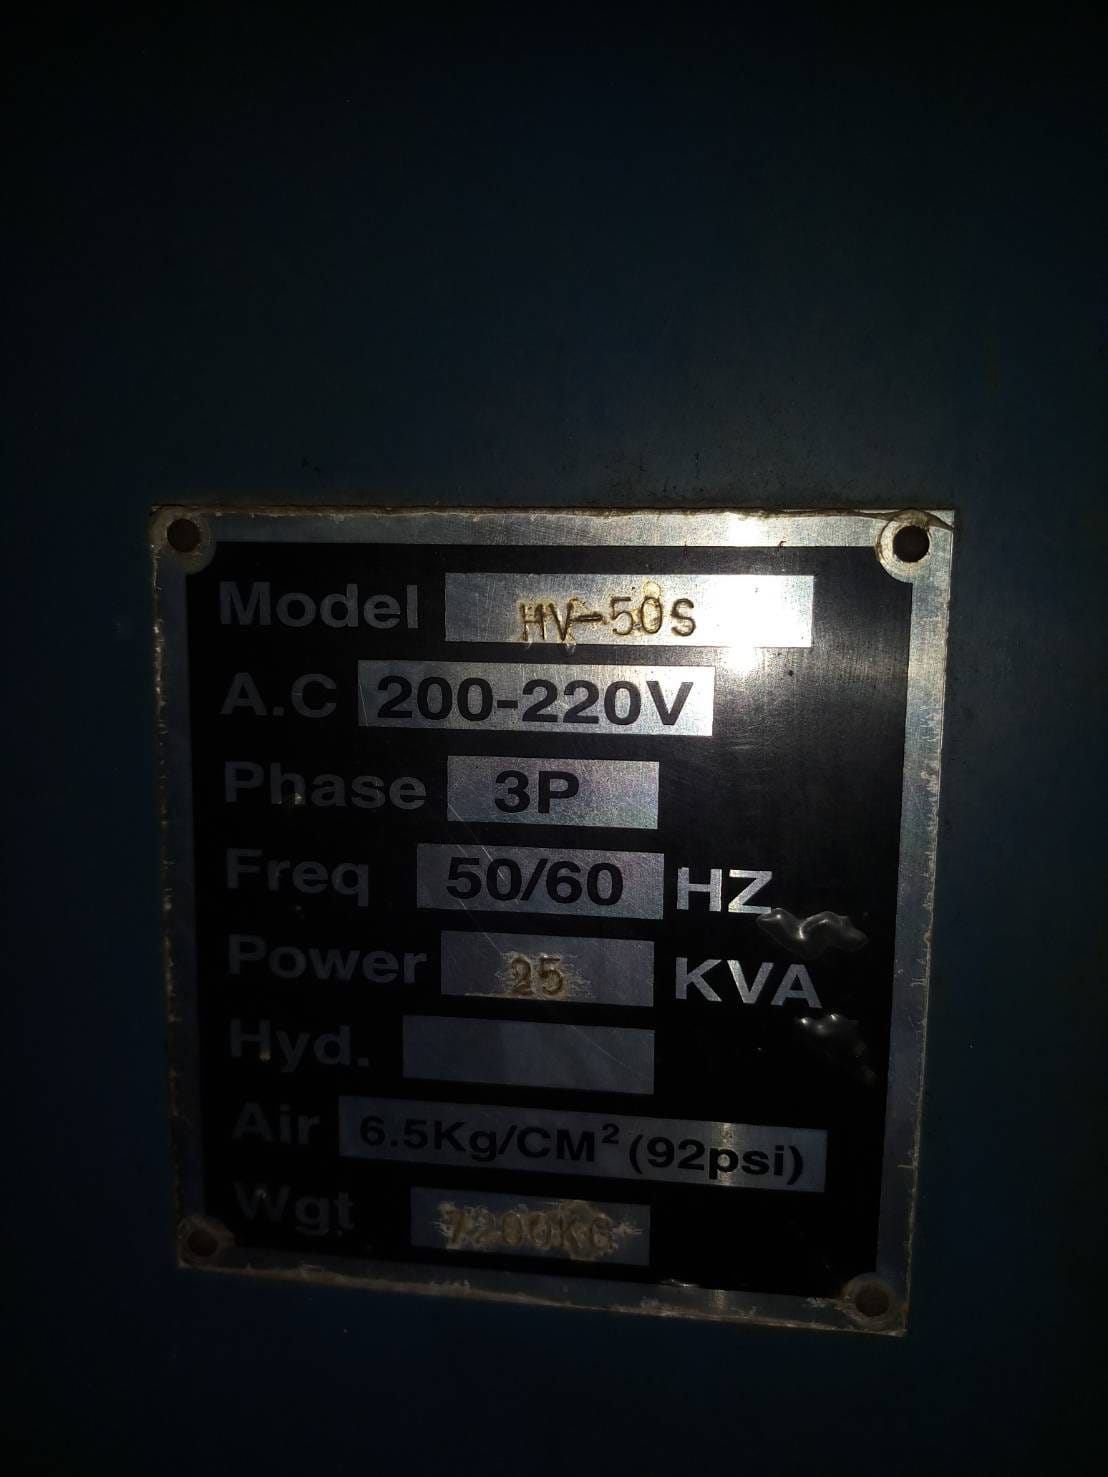 Model HV-50S
A.C 200-220V
Phase 3P
Freq 50/60 HZ
Power 25 KVA
Hyd.
Air 6.5Kg/CM² (92psi)
Wgt 7200KG